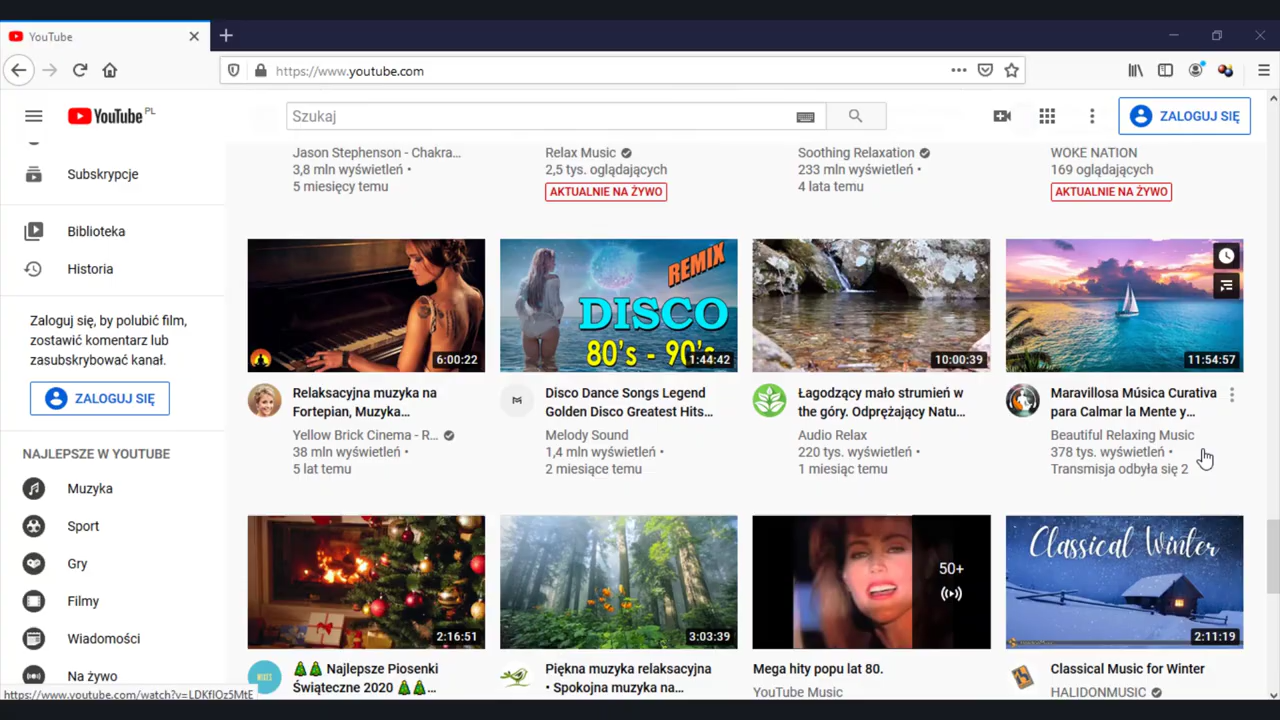 YouTube
https://www.youtube.com
YouTube PL
Szukaj
ZALOGUJ SIĘ
Subskrypcje
Biblioteka
Historia
Zaloguj się, by polubić film,
zostawić komentarz lub
zasubskrybować kanał.
ZALOGUJ SIĘ
NAJLEPSZE W YOUTUBE
Muzyka
Sport
Gry
Filmy
Wiadomości
Na żywo
https://www.youtube.com/watch?v=LDKfIOz5MtE
Jason Stephenson - Chakra...
3,8 mln wyświetleń •
5 miesięcy temu
Relax Music
2,5 tys. oglądających
AKTUALNIE NA ŻYWO
Soothing Relaxation
233 mln wyświetleń •
4 lata temu
WOKE NATION
169 oglądających
AKTUALNIE NA ŻYWO
6:00:22
Relaksacyjna muzyka na
Fortepian, Muzyka...
Yellow Brick Cinema - R...
38 mln wyświetleń •
5 lat temu
REMIX
DISCO
80's - 90's
1:44:42
Disco Dance Songs Legend
Golden Disco Greatest Hits...
Melody Sound
1,4 mln wyświetleń •
2 miesiące temu
10:00:39
Łagodzący mało strumień w
the góry. Odprężający Natu...
Audio Relax
220 tys. wyświetleń •
1 miesiąc temu
11:54:57
Maravillosa Música Curativa
para Calmar la Mente y...
Beautiful Relaxing Music
378 tys. wyświetleń •
Transmisja odbyła się 2
2:16:51
🎄🎄 Najlepsze Piosenki
Świąteczne 2020 🎄🎄...
3:03:39
Piękna muzyka relaksacyjna
• Spokojna muzyka na...
50+
Mega hity popu lat 80.
YouTube Music
Classical Winter
2:11:19
Classical Music for Winter
HALIDONMUSIC